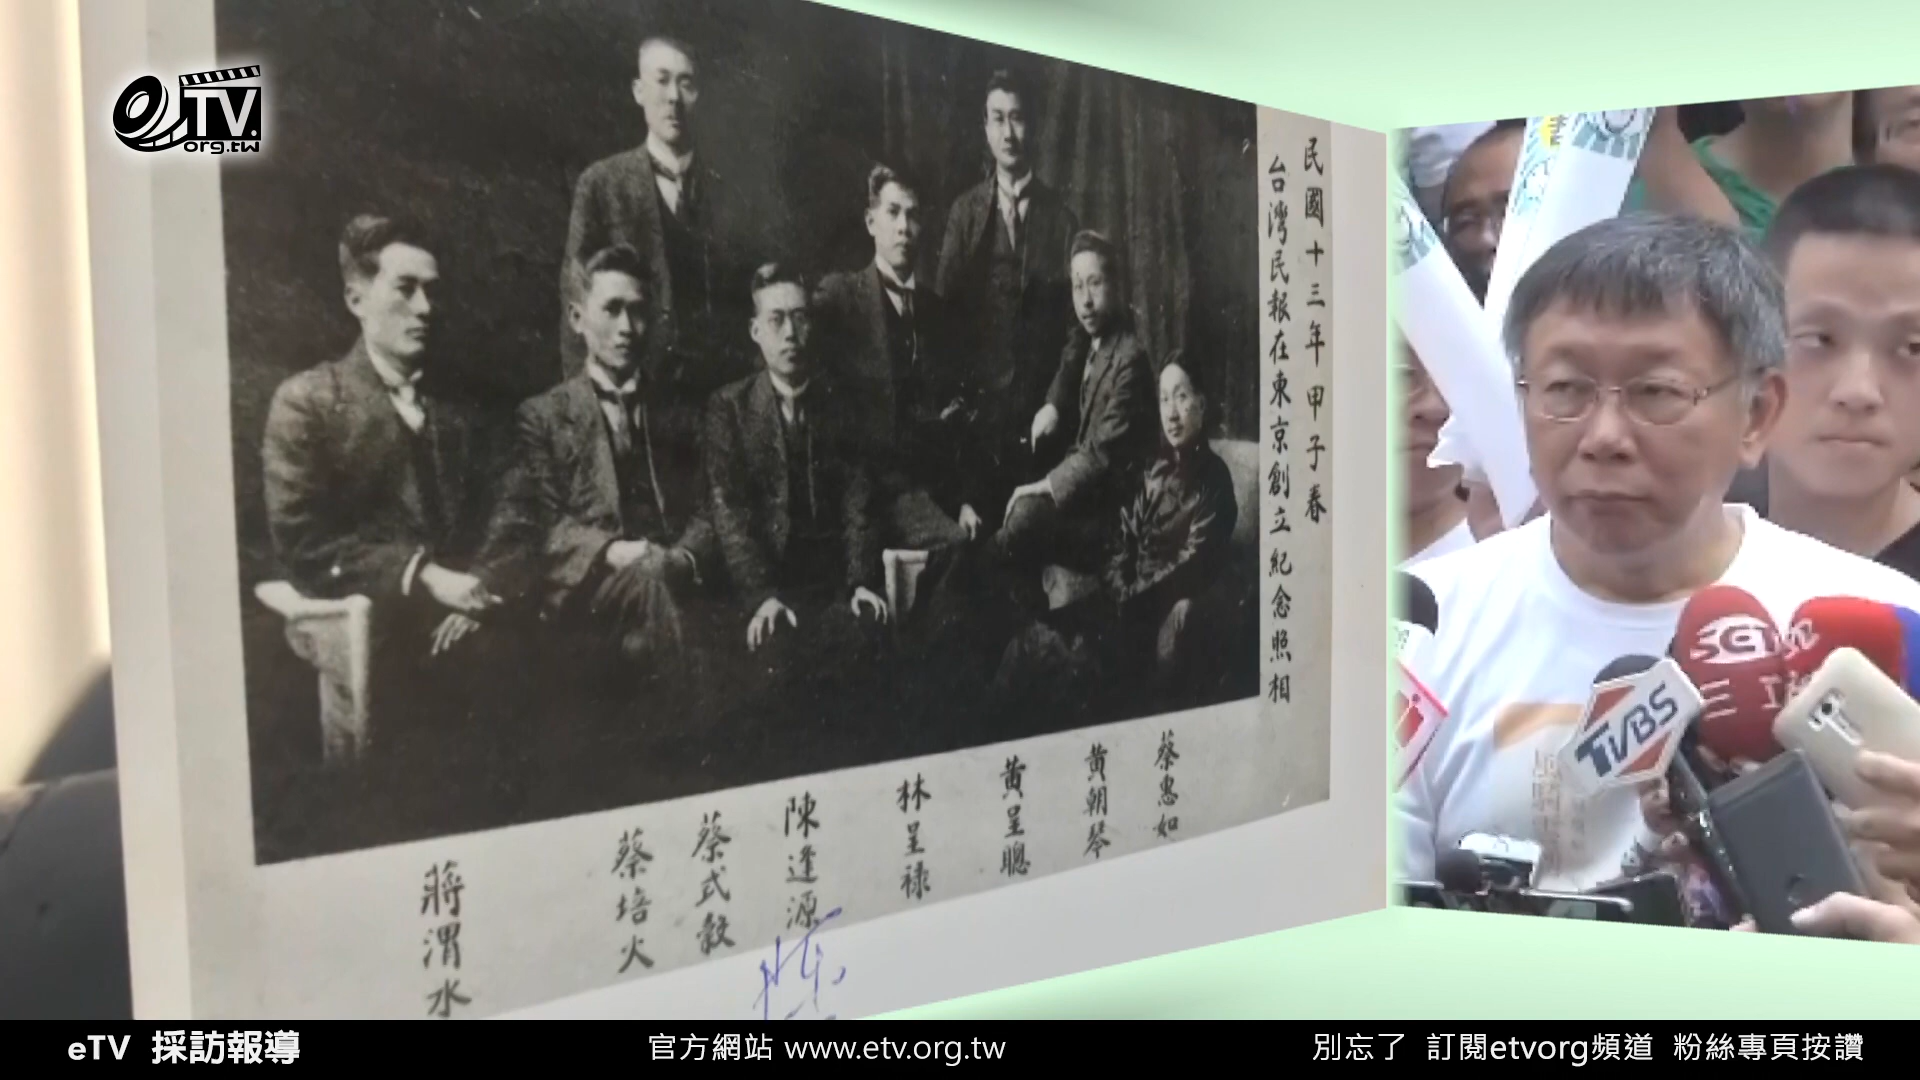 eTV.
org.tw
民國十三年甲子春
台灣民報在東京創立紀念照相
蔡惠如
黃朝琴
黃呈聰
林呈祿
陳逢源
蔡式穀
蔡培火
蔣渭水
SET
三立
TVBS
eTV 採訪報導
官方網站 www.etv.org.tw
別忘了 訂閱etvorg頻道 粉絲專頁按讚